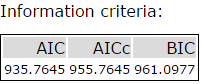 Information criteria:
AIC AICc BIC
935.7645 955.7645 961.0977